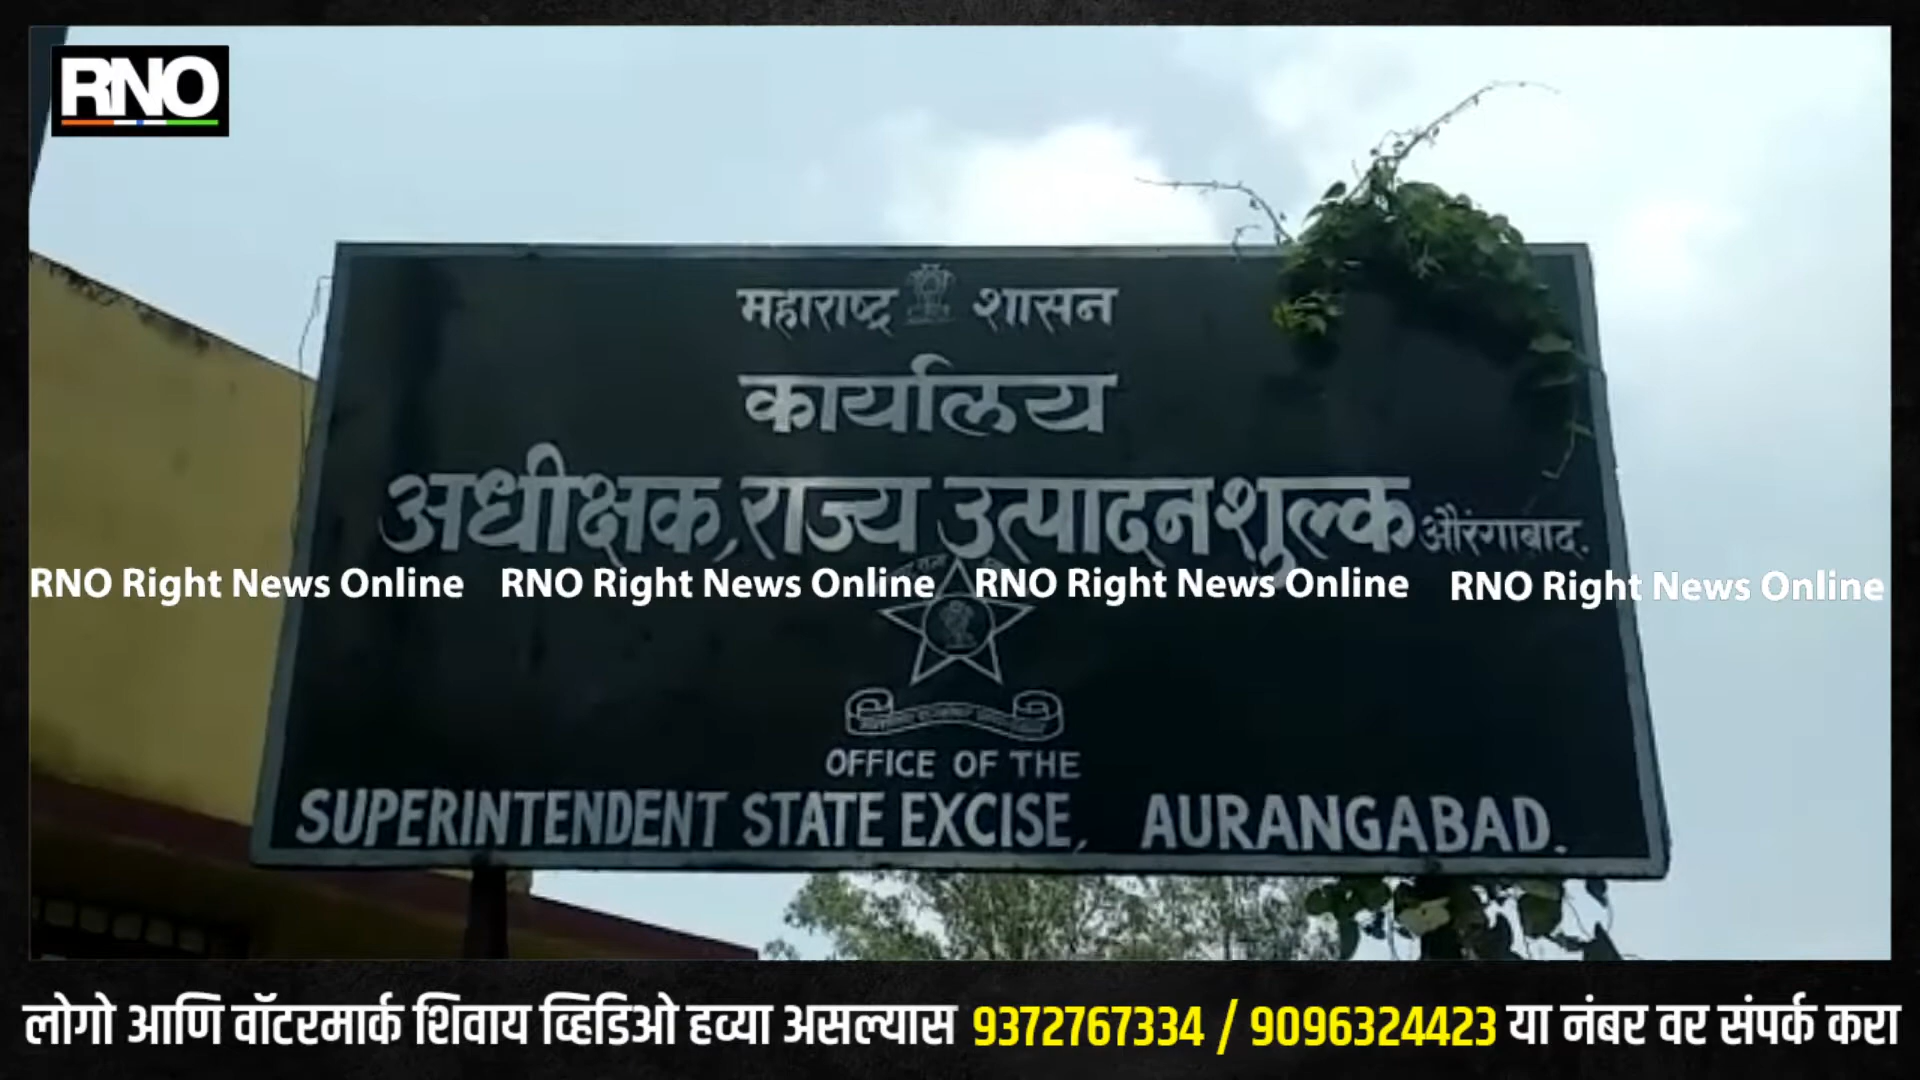 RNO
महाराष्ट्र शासन
कार्यालय
अधीक्षक, राज्य उत्पादन शुल्क औरंगाबाद.
RNO Right News Online RNO Right News Online RNO Right News Online RNO Right News Online
OFFICE OF THE
SUPERINTENDENT STATE EXCISE, AURANGABAD.
लोगो आणि वॉटरमार्क शिवाय व्हिडिओ हव्या असल्यास 9372767334 / 9096324423 या नंबर वर संपर्क करा